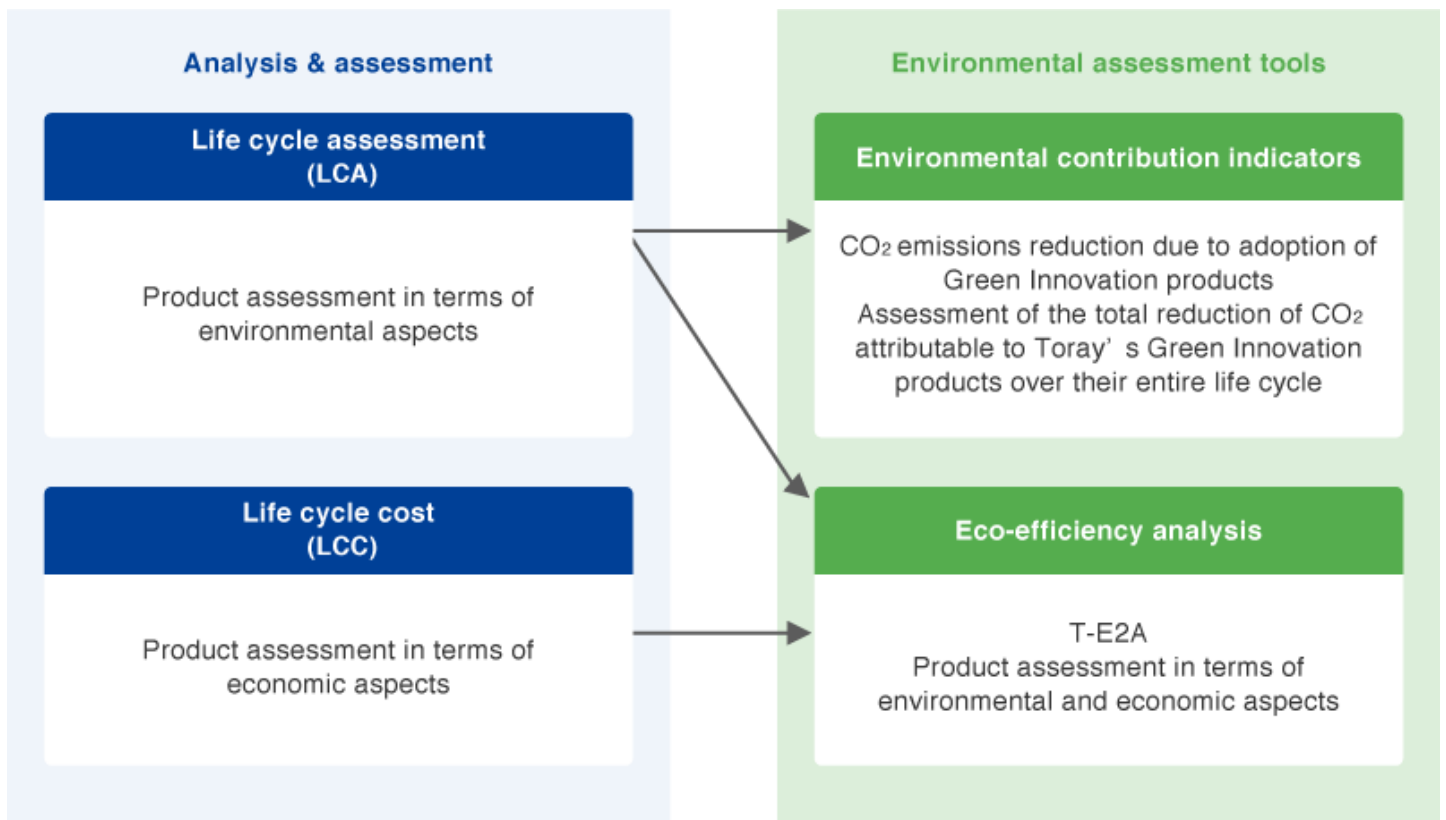 Analysis & assessment
Life cycle assessment
(LCA)
Product assessment in terms of
environmental aspects
Life cycle cost
(LCC)
Product assessment in terms of
economic aspects
Environmental assessment tools
Environmental contribution indicators
CO₂ emissions reduction due to adoption of
Green Innovation products
Assessment of the total reduction of CO₂
attributable to Toray’ s Green Innovation
products over their entire life cycle
Eco-efficiency analysis
T-E2A
Product assessment in terms of
environmental and economic aspects